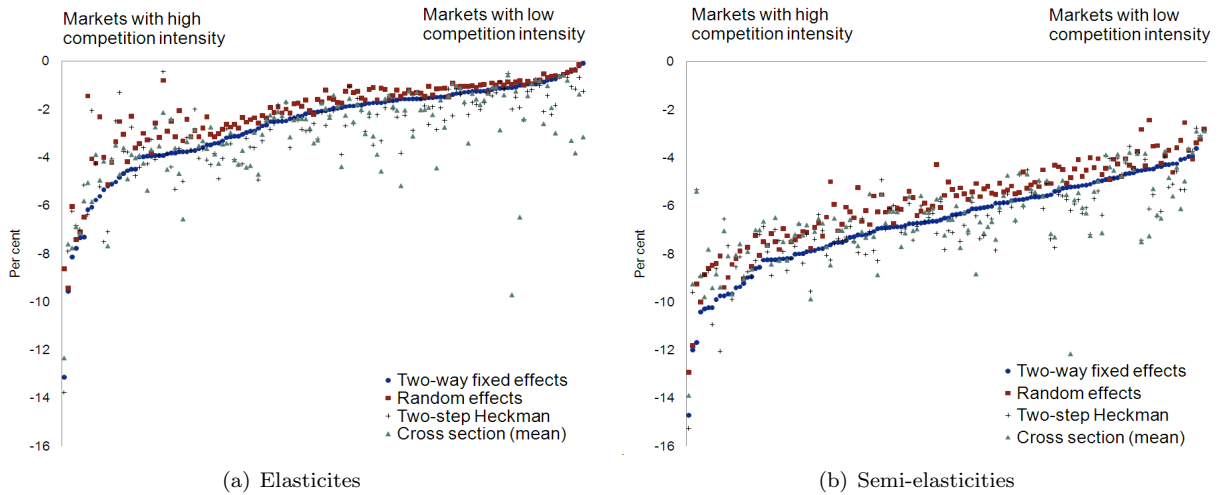 Markets with high
competition intensity
Markets with low
competition intensity
0
-2
-4
-6
-8
-10
-12
-14
-16
Per cent
Two-way fixed effects
Random effects
Two-step Heckman
Cross section (mean)
(a) Elasticites
Markets with high
competition intensity
Markets with low
competition intensity
0
-2
-4
-6
-8
-10
-12
-14
-16
Per cent
Two-way fixed effects
Random effects
Two-step Heckman
Cross section (mean)
(b) Semi-elasticities